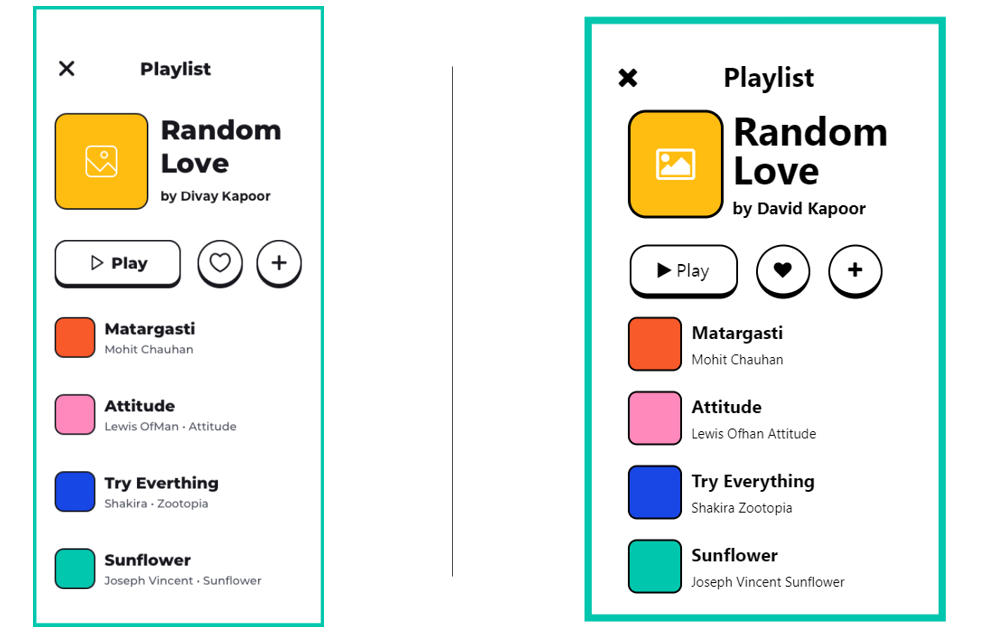 Playlist
Random
Love
by Divay Kapoor
Play
Matargasti
Mohit Chauhan
Attitude
Lewis OfMan • Attitude
Try Everthing
Shakira • Zootopia
Sunflower
Joseph Vincent • Sunflower
Playlist
Random
Love
by David Kapoor
Play
Matargasti
Mohit Chauhan
Attitude
Lewis Ofhan Attitude
Try Everything
Shakira Zootopia
Sunflower
Joseph Vincent Sunflower